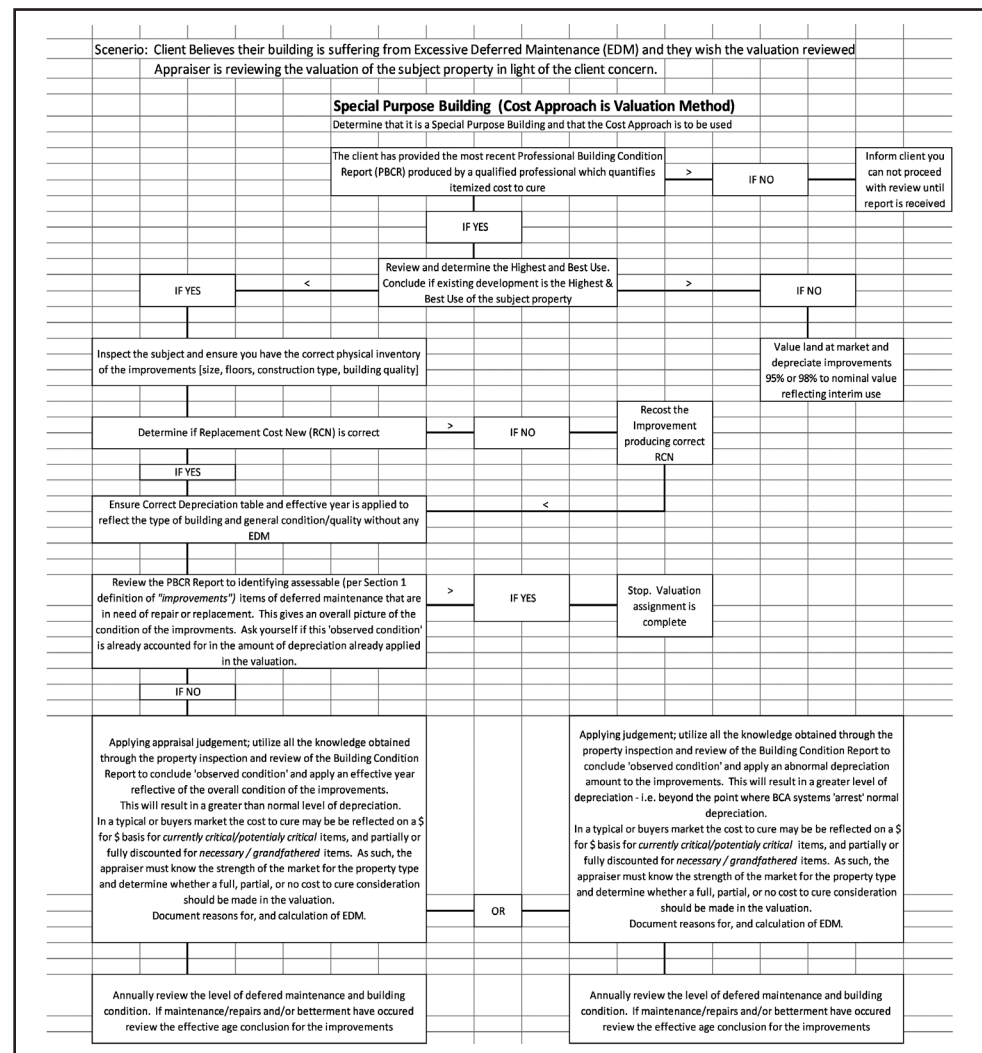 Scenerio: Client Believes their building is suffering from Excessive Deferred Maintenance (EDM) and they wish the valuation reviewed
Appraiser is reviewing the valuation of the subject property in light of the client concern.
Special Purpose Building (Cost Approach is Valuation Method)
Determine that it is a Special Purpose Building and that the Cost Approach is to be used
The client has provided the most recent Professional Building Condition
Report (PBCR) produced by a qualified professional which quantifies
itemized cost to cure
>
IF NO
Inform client you
can not proceed
with review until
report is received
IF YES
Review and determine the Highest and Best Use.
Conclude if existing development is the Highest &
Best Use of the subject property
<
IF YES
>
IF NO
Inspect the subject and ensure you have the correct physical inventory
of the improvements [size, floors, construction type, building quality]
Value land at market and
depreciate improvements
95% or 98% to nominal value
reflecting interim use
Determine if Replacement Cost New (RCN) is correct
>
IF NO
Recost the
Improvement
producing correct
RCN
IF YES
Ensure Correct Depreciation table and effective year is applied to
reflect the type of building and general condition/quality without any
EDM
<
Review the PBCR Report to identifying assessable (per Section 1
definition of "improvements") items of deferred maintenance that are
in need of repair or replacement. This gives an overall picture of the
condition of the improvments. Ask yourself if this 'observed condition'
is already accounted for in the amount of depreciation already applied
in the valuation.
>
IF YES
Stop. Valuation
assignment is
complete
IF NO
Applying appraisal judgement; utilize all the knowledge obtained
through the property inspection and review of the Building Condition
Report to conclude 'observed condition' and apply an effective year
reflective of the overall condition of the improvements.
This will result in a greater than normal level of depreciation.
In a typical or buyers market the cost to cure may be be reflected on a $
for $ basis for currently critical/potentialy critical items, and partially or
fully discounted for necessary / grandfathered items. As such, the
appraiser must know the strength of the market for the property type
and determine whether a full, partial, or no cost to cure consideration
should be made in the valuation.
Document reasons for, and calculation of EDM.
OR
Applying judgement; utilize all the knowledge obtained through the
property inspection and review of the Building Condition Report to
conclude 'observed condition' and apply an abnormal depreciation
amount to the improvements. This will result in a greater level of
depreciation - i.e. beyond the point where BCA systems 'arrest' normal
depreciation.
In a typical or buyers market the cost to cure may be be reflected on a $
for $ basis for currently critical/potentialy critical items, and partially or
fully discounted for necessary / grandfathered items. As such, the
appraiser must know the strength of the market for the property type
and determine whether a full, partial, or no cost to cure consideration
should be made in the valuation.
Document reasons for, and calculation of EDM.
Annually review the level of defered maintenance and building
condition. If maintenance/repairs and/or betterment have occured
review the effective age conclusion for the improvements
Annually review the level of defered maintenance and building
condition. If maintenance/repairs and/or betterment have occured
review the effective age conclusion for the improvements